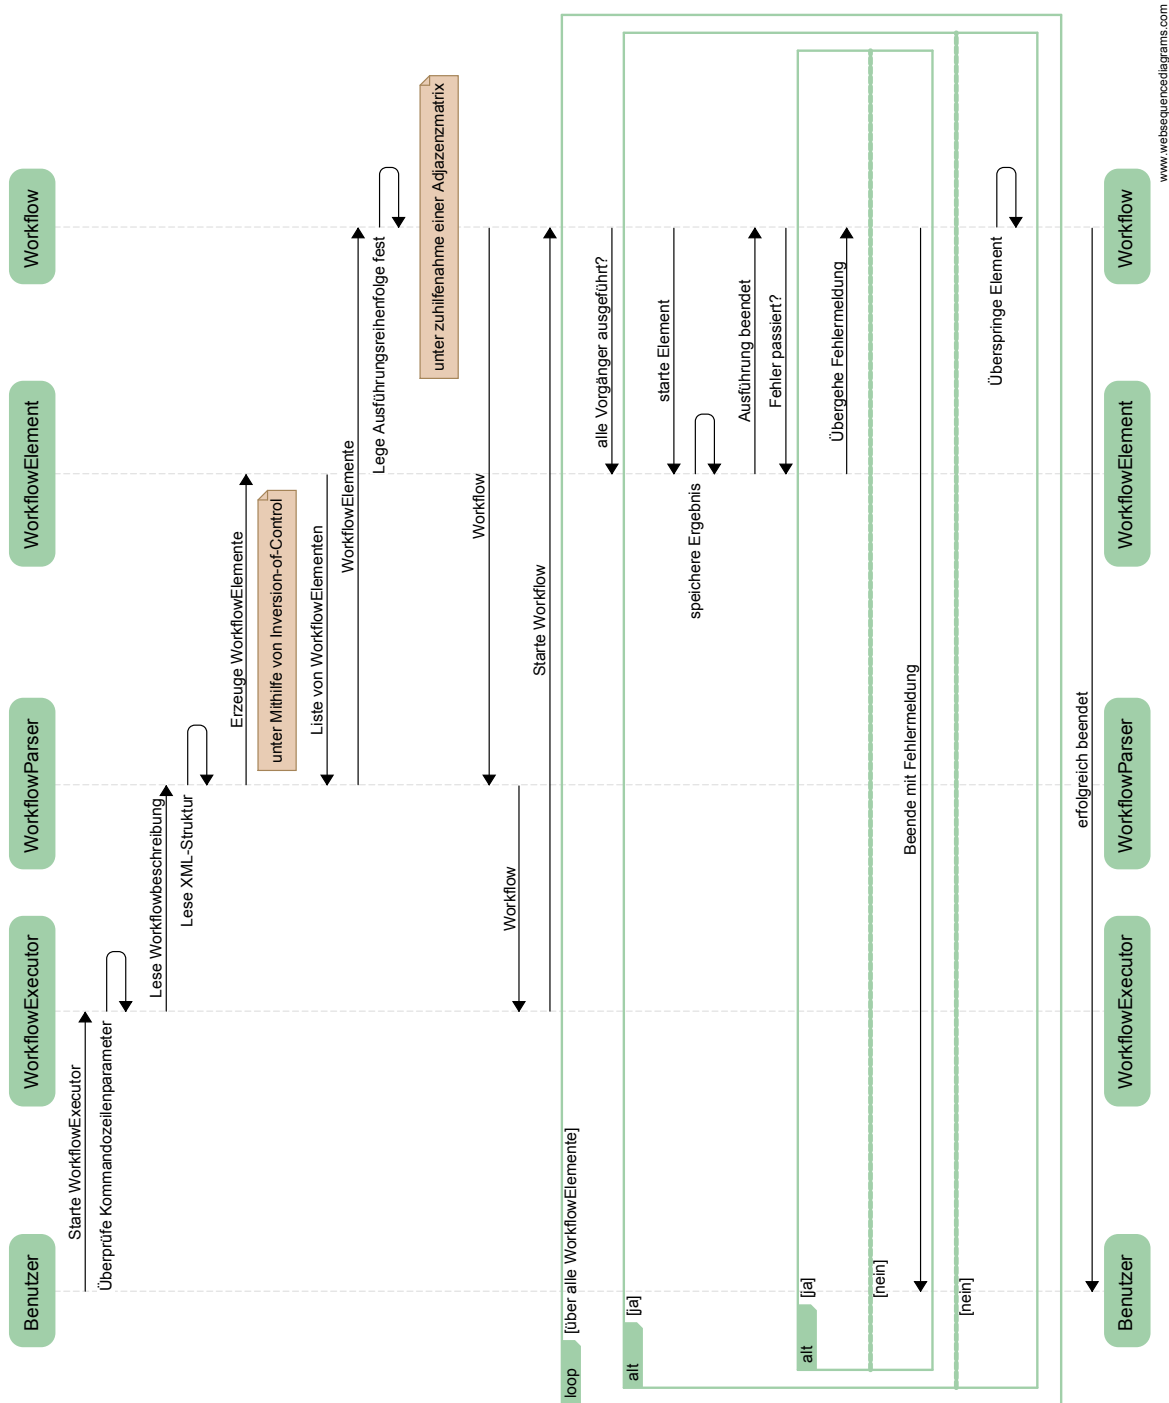 Benutzer
WorkflowExecutor
WorkflowParser
WorkflowElement
Workflow
Starte WorkflowExecutor
Überprüfe Kommandozeilenparameter
Lese Workflowbeschreibung
Lese XML-Struktur
Erzeuge WorkflowElemente
unter Mithilfe von Inversion-of-Control
Liste von WorkflowElementen
WorkflowElemente
Lege Ausführungsreihenfolge fest
unter zuhilfenahme einer Adjazenzmatrix
Workflow
Workflow
Starte Workflow
loop
[über alle WorkflowElemente]
alle Vorgänger ausgeführt?
alt
[ja]
starte Element
speichere Ergebnis
Ausführung beendet
Fehler passiert?
alt
[ja]
Übergehe Fehlermeldung
[nein]
Beende mit Fehlermeldung
[nein]
Überspringe Element
erfolgreich beendet
Benutzer
WorkflowExecutor
WorkflowParser
WorkflowElement
Workflow
www.websequencediagrams.com